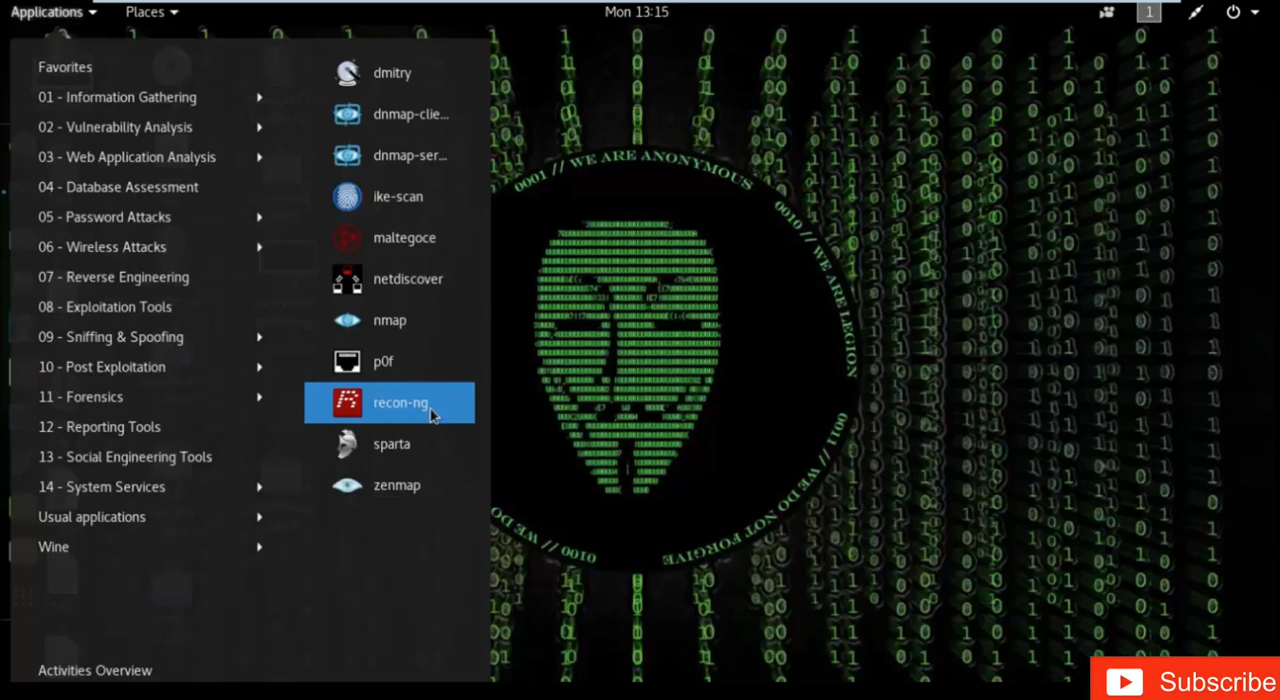 Applications
Places
Mon 13:15
1
Favorites
01 - Information Gathering
02 - Vulnerability Analysis
03 - Web Application Analysis
04 - Database Assessment
05 - Password Attacks
06 - Wireless Attacks
07 - Reverse Engineering
08 - Exploitation Tools
09 - Sniffing & Spoofing
10 - Post Exploitation
11 - Forensics
12 - Reporting Tools
13 - Social Engineering Tools
14 - System Services
Usual applications
Wine
Activities Overview
dmitry
dnmap-clie...
dnmap-ser...
ike-scan
maltegoce
netdiscover
nmap
p0f
recon-ng
sparta
zenmap
0001 // WE ARE ANONYMOUS
0010 // WE ARE LEGION
0011 // WE DO NOT FORGIVE
0100 // WE DO
Subscribe